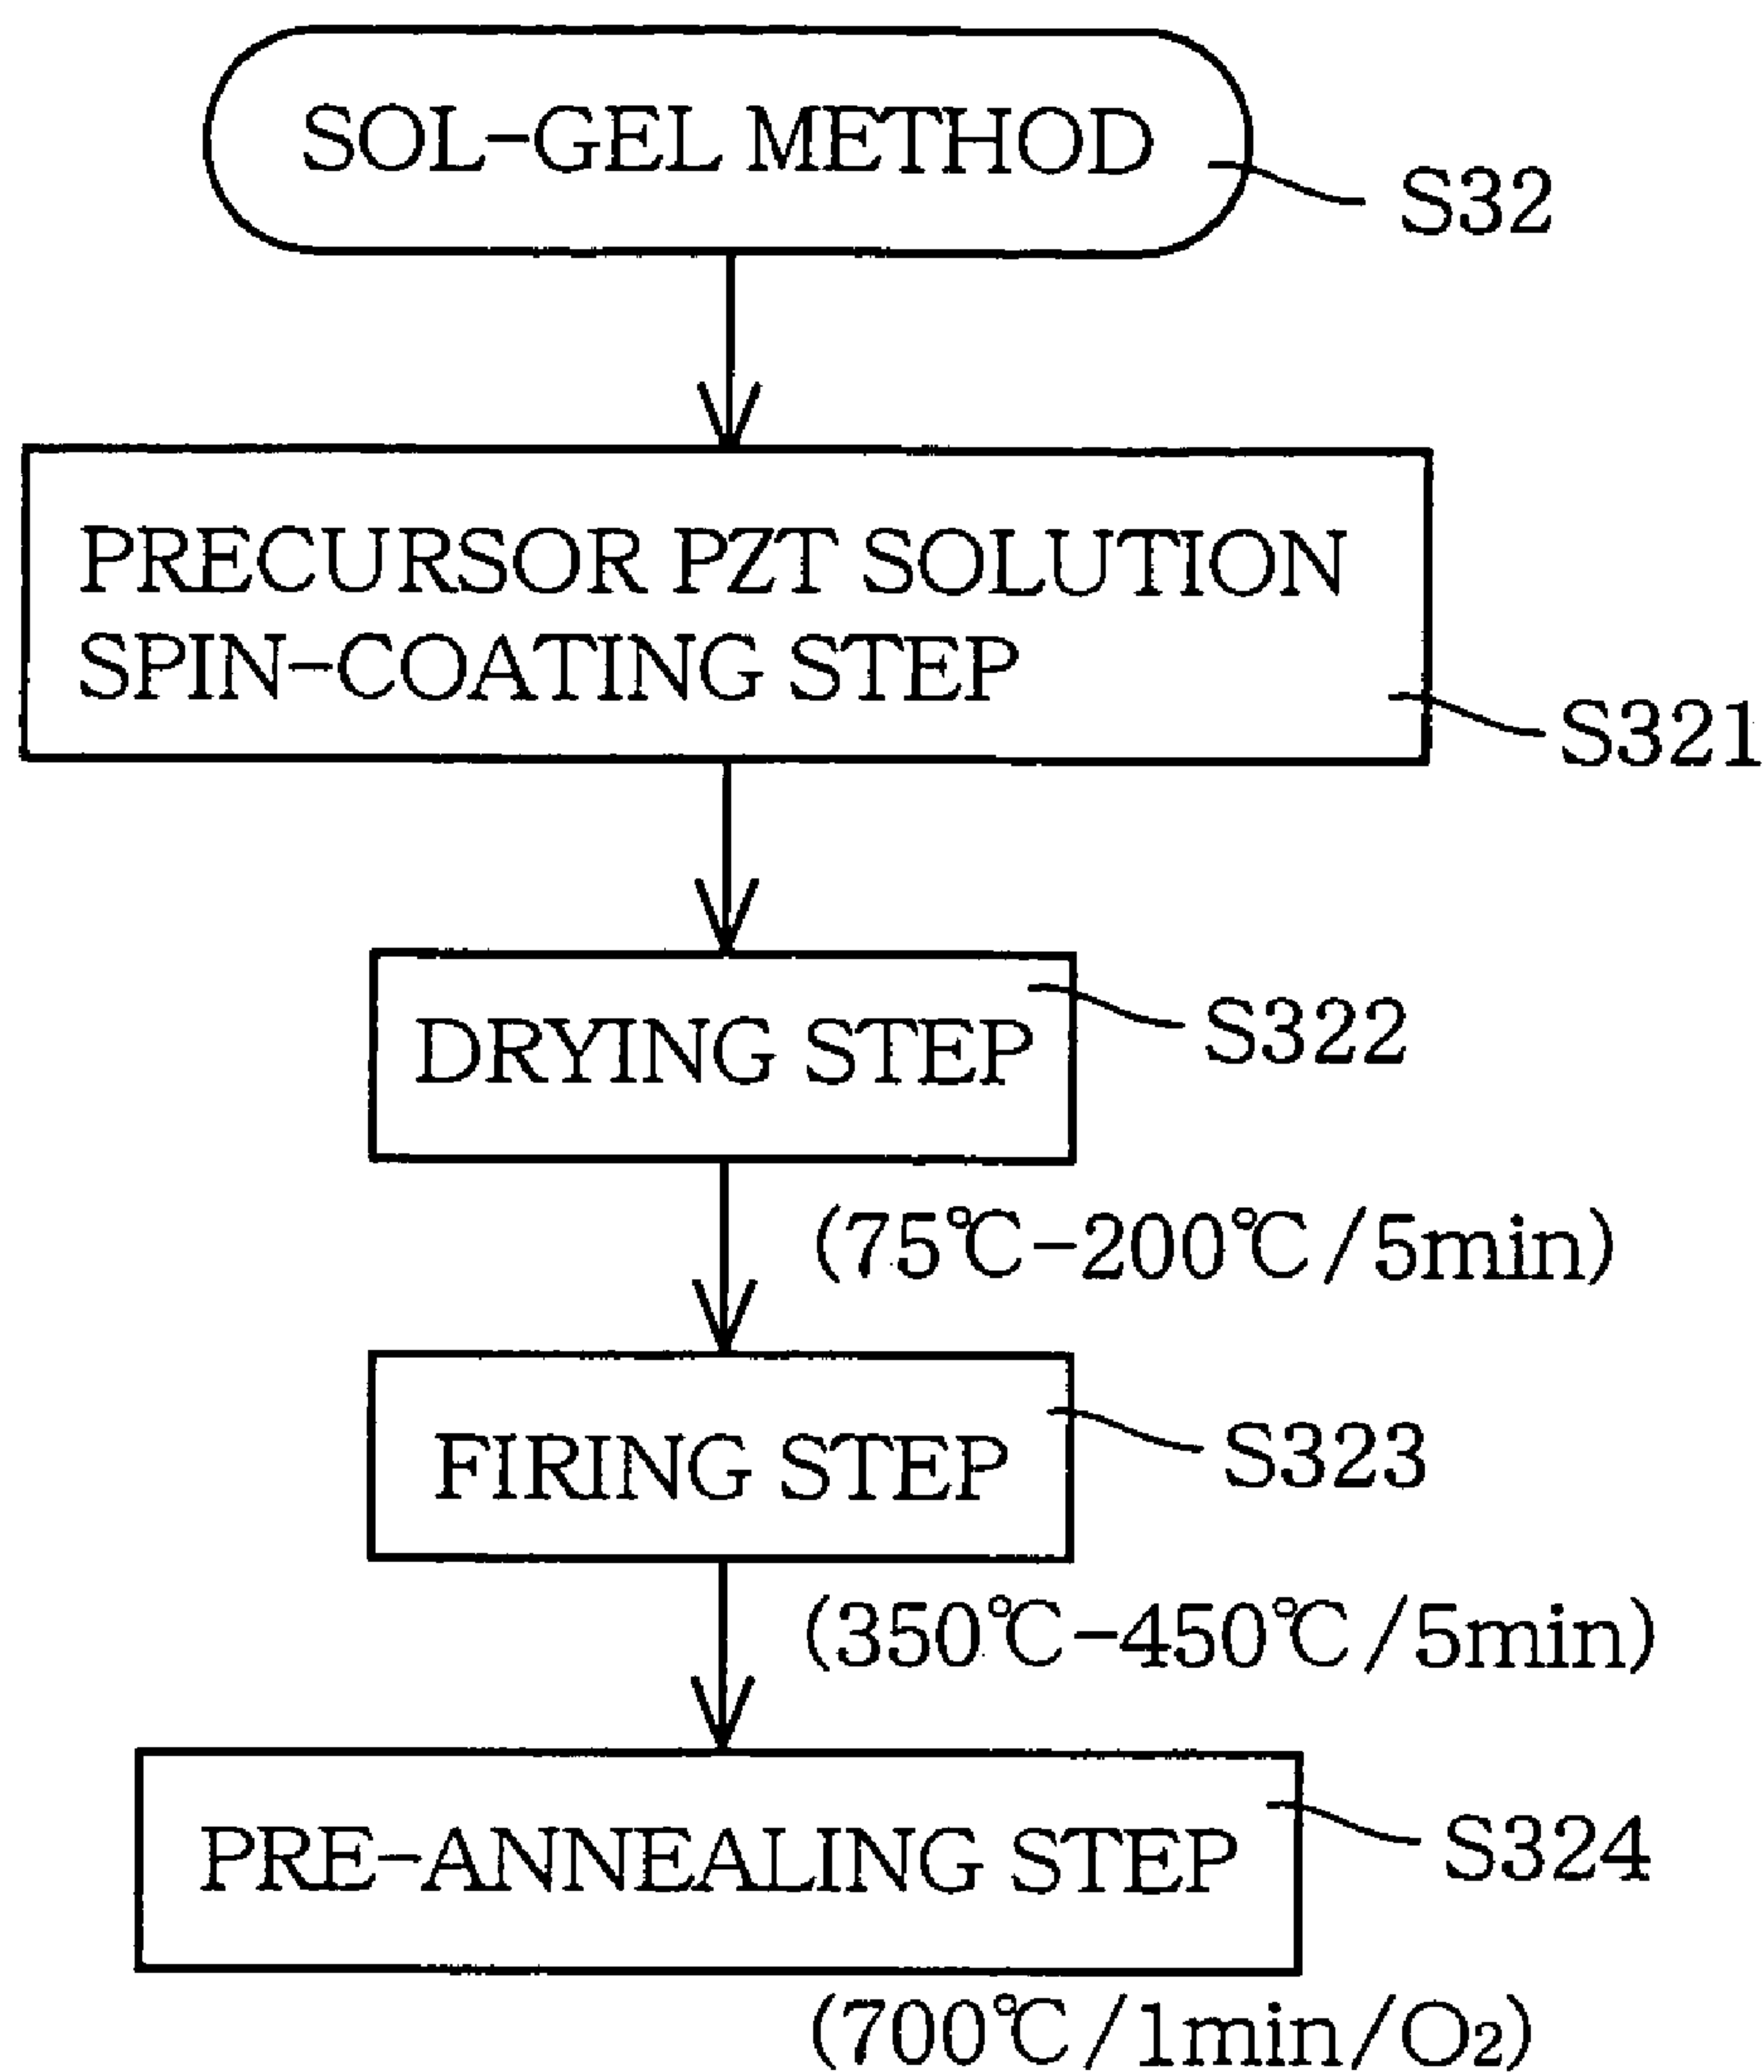 SOL-GEL METHOD
S32
PRECURSOR PZT SOLUTION
SPIN-COATING STEP
S321
DRYING STEP
S322
(75℃-200℃/5min)
FIRING STEP
S323
(350℃-450℃/5min)
PRE-ANNEALING STEP
S324
(700℃/1min/O₂)